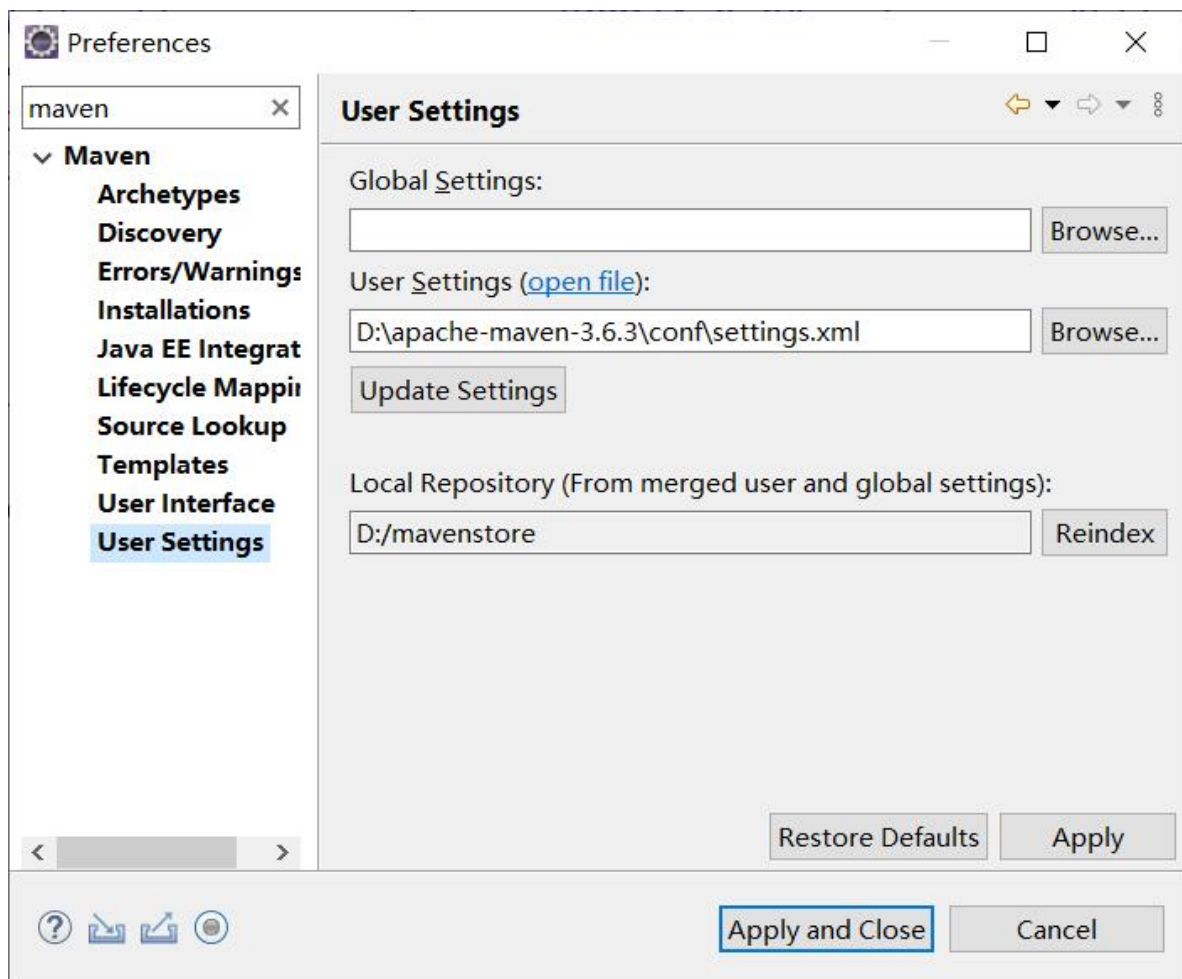 Preferences
maven
User Settings
Maven
Archetypes
Discovery
Errors/Warnings
Installations
Java EE Integrat
Lifecycle Mappin
Source Lookup
Templates
User Interface
User Settings
Global Settings:
Browse...
User Settings (open file):
D:\apache-maven-3.6.3\conf\settings.xml
Browse...
Update Settings
Local Repository (From merged user and global settings):
D:/mavenstore
Reindex
Restore Defaults
Apply
Apply and Close
Cancel